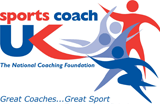 sports coach
UK
The National Coaching Foundation
Great Coaches...Great Sport